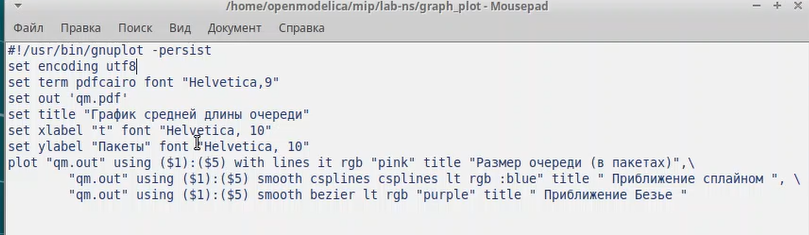 /home/openmodelica/mip/lab-ns/graph_plot - Mousepad
Файл Правка Поиск Вид Документ Справка
#!/usr/bin/gnuplot -persist
set encoding utf8
set term pdfcairo font "Helvetica,9"
set out 'qm.pdf'
set title "График средней длины очереди"
set xlabel "t" font "Helvetica, 10"
set ylabel "Пакеты" font "Helvetica, 10"
plot "qm.out" using ($1):($5) with lines it rgb "pink" title "Размер очереди (в пакетах)",\
"qm.out" using ($1):($5) smooth csplines csplines lt rgb :blue" title " Приближение сплайном ", \
"qm.out" using ($1):($5) smooth bezier lt rgb "purple" title " Приближение Безье "